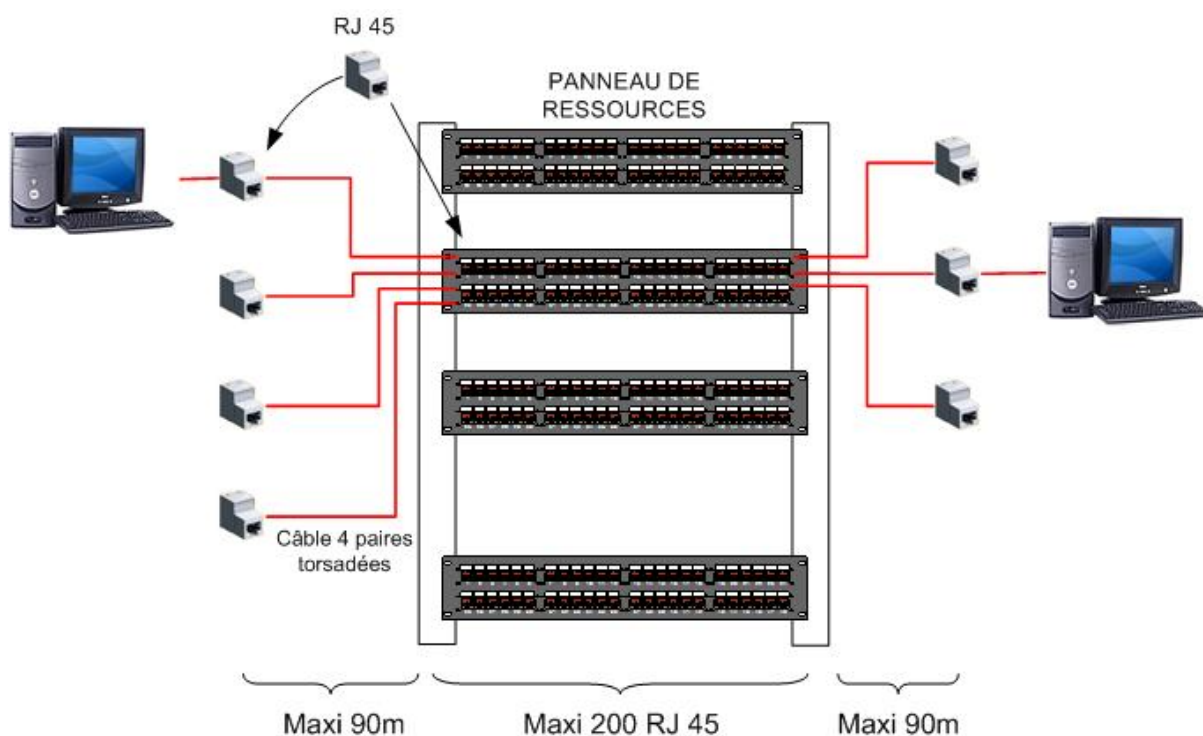 RJ 45
PANNEAU DE
RESSOURCES
Câble 4 paires
torsadées
Maxi 90m
Maxi 200 RJ 45
Maxi 90m